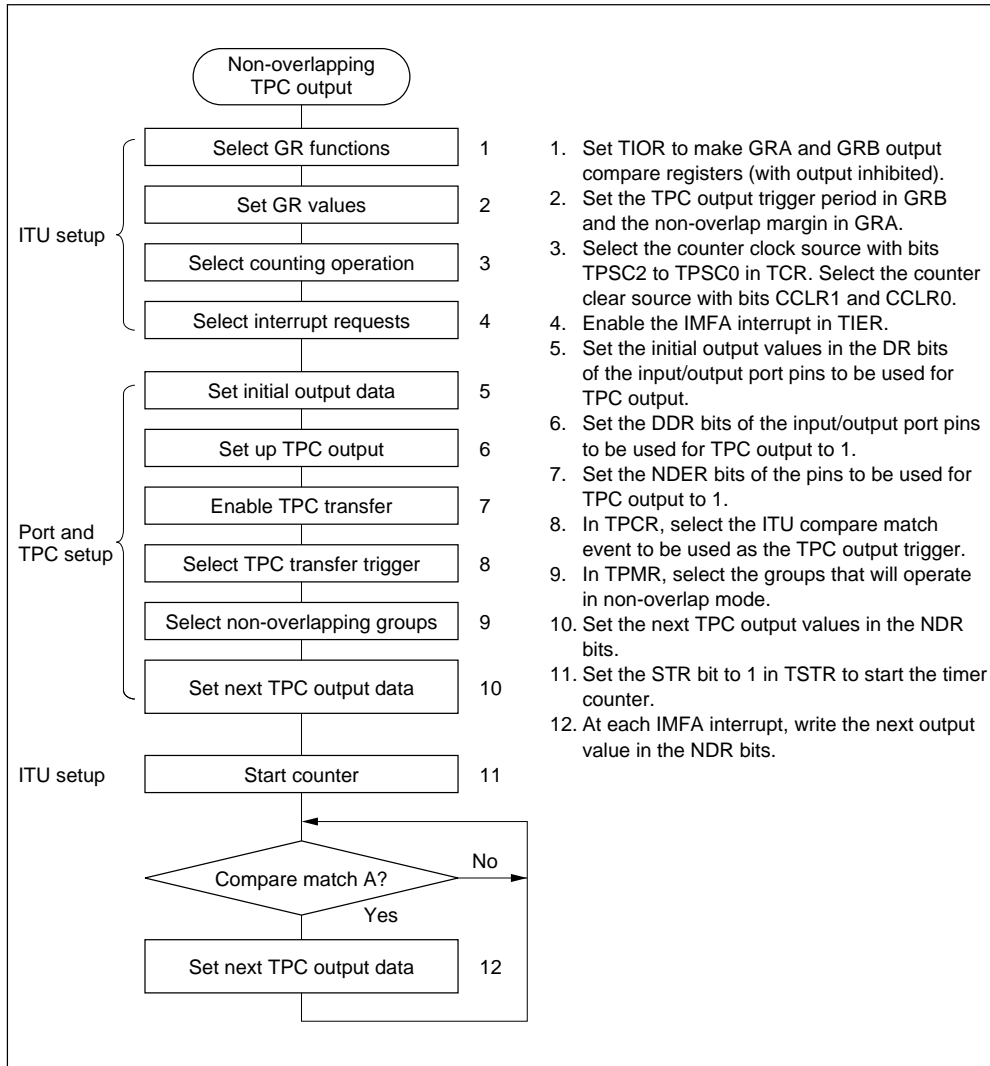 Non-overlapping
TPC output
ITU setup
Select GR functions
1
Set GR values
2
Select counting operation
3
Select interrupt requests
4
Port and
TPC setup
Set initial output data
5
Set up TPC output
6
Enable TPC transfer
7
Select TPC transfer trigger
8
Select non-overlapping groups
9
Set next TPC output data
10
ITU setup
Start counter
11
Compare match A?
No
Yes
Set next TPC output data
12
1. Set TIOR to make GRA and GRB output
compare registers (with output inhibited).
2. Set the TPC output trigger period in GRB
and the non-overlap margin in GRA.
3. Select the counter clock source with bits
TPSC2 to TPSC0 in TCR. Select the counter
clear source with bits CCLR1 and CCLR0.
4. Enable the IMFA interrupt in TIER.
5. Set the initial output values in the DR bits
of the input/output port pins to be used for
TPC output.
6. Set the DDR bits of the input/output port pins
to be used for TPC output to 1.
7. Set the NDER bits of the pins to be used for
TPC output to 1.
8. In TPCR, select the ITU compare match
event to be used as the TPC output trigger.
9. In TPMR, select the groups that will operate
in non-overlap mode.
10. Set the next TPC output values in the NDR
bits.
11. Set the STR bit to 1 in TSTR to start the timer
counter.
12. At each IMFA interrupt, write the next output
value in the NDR bits.